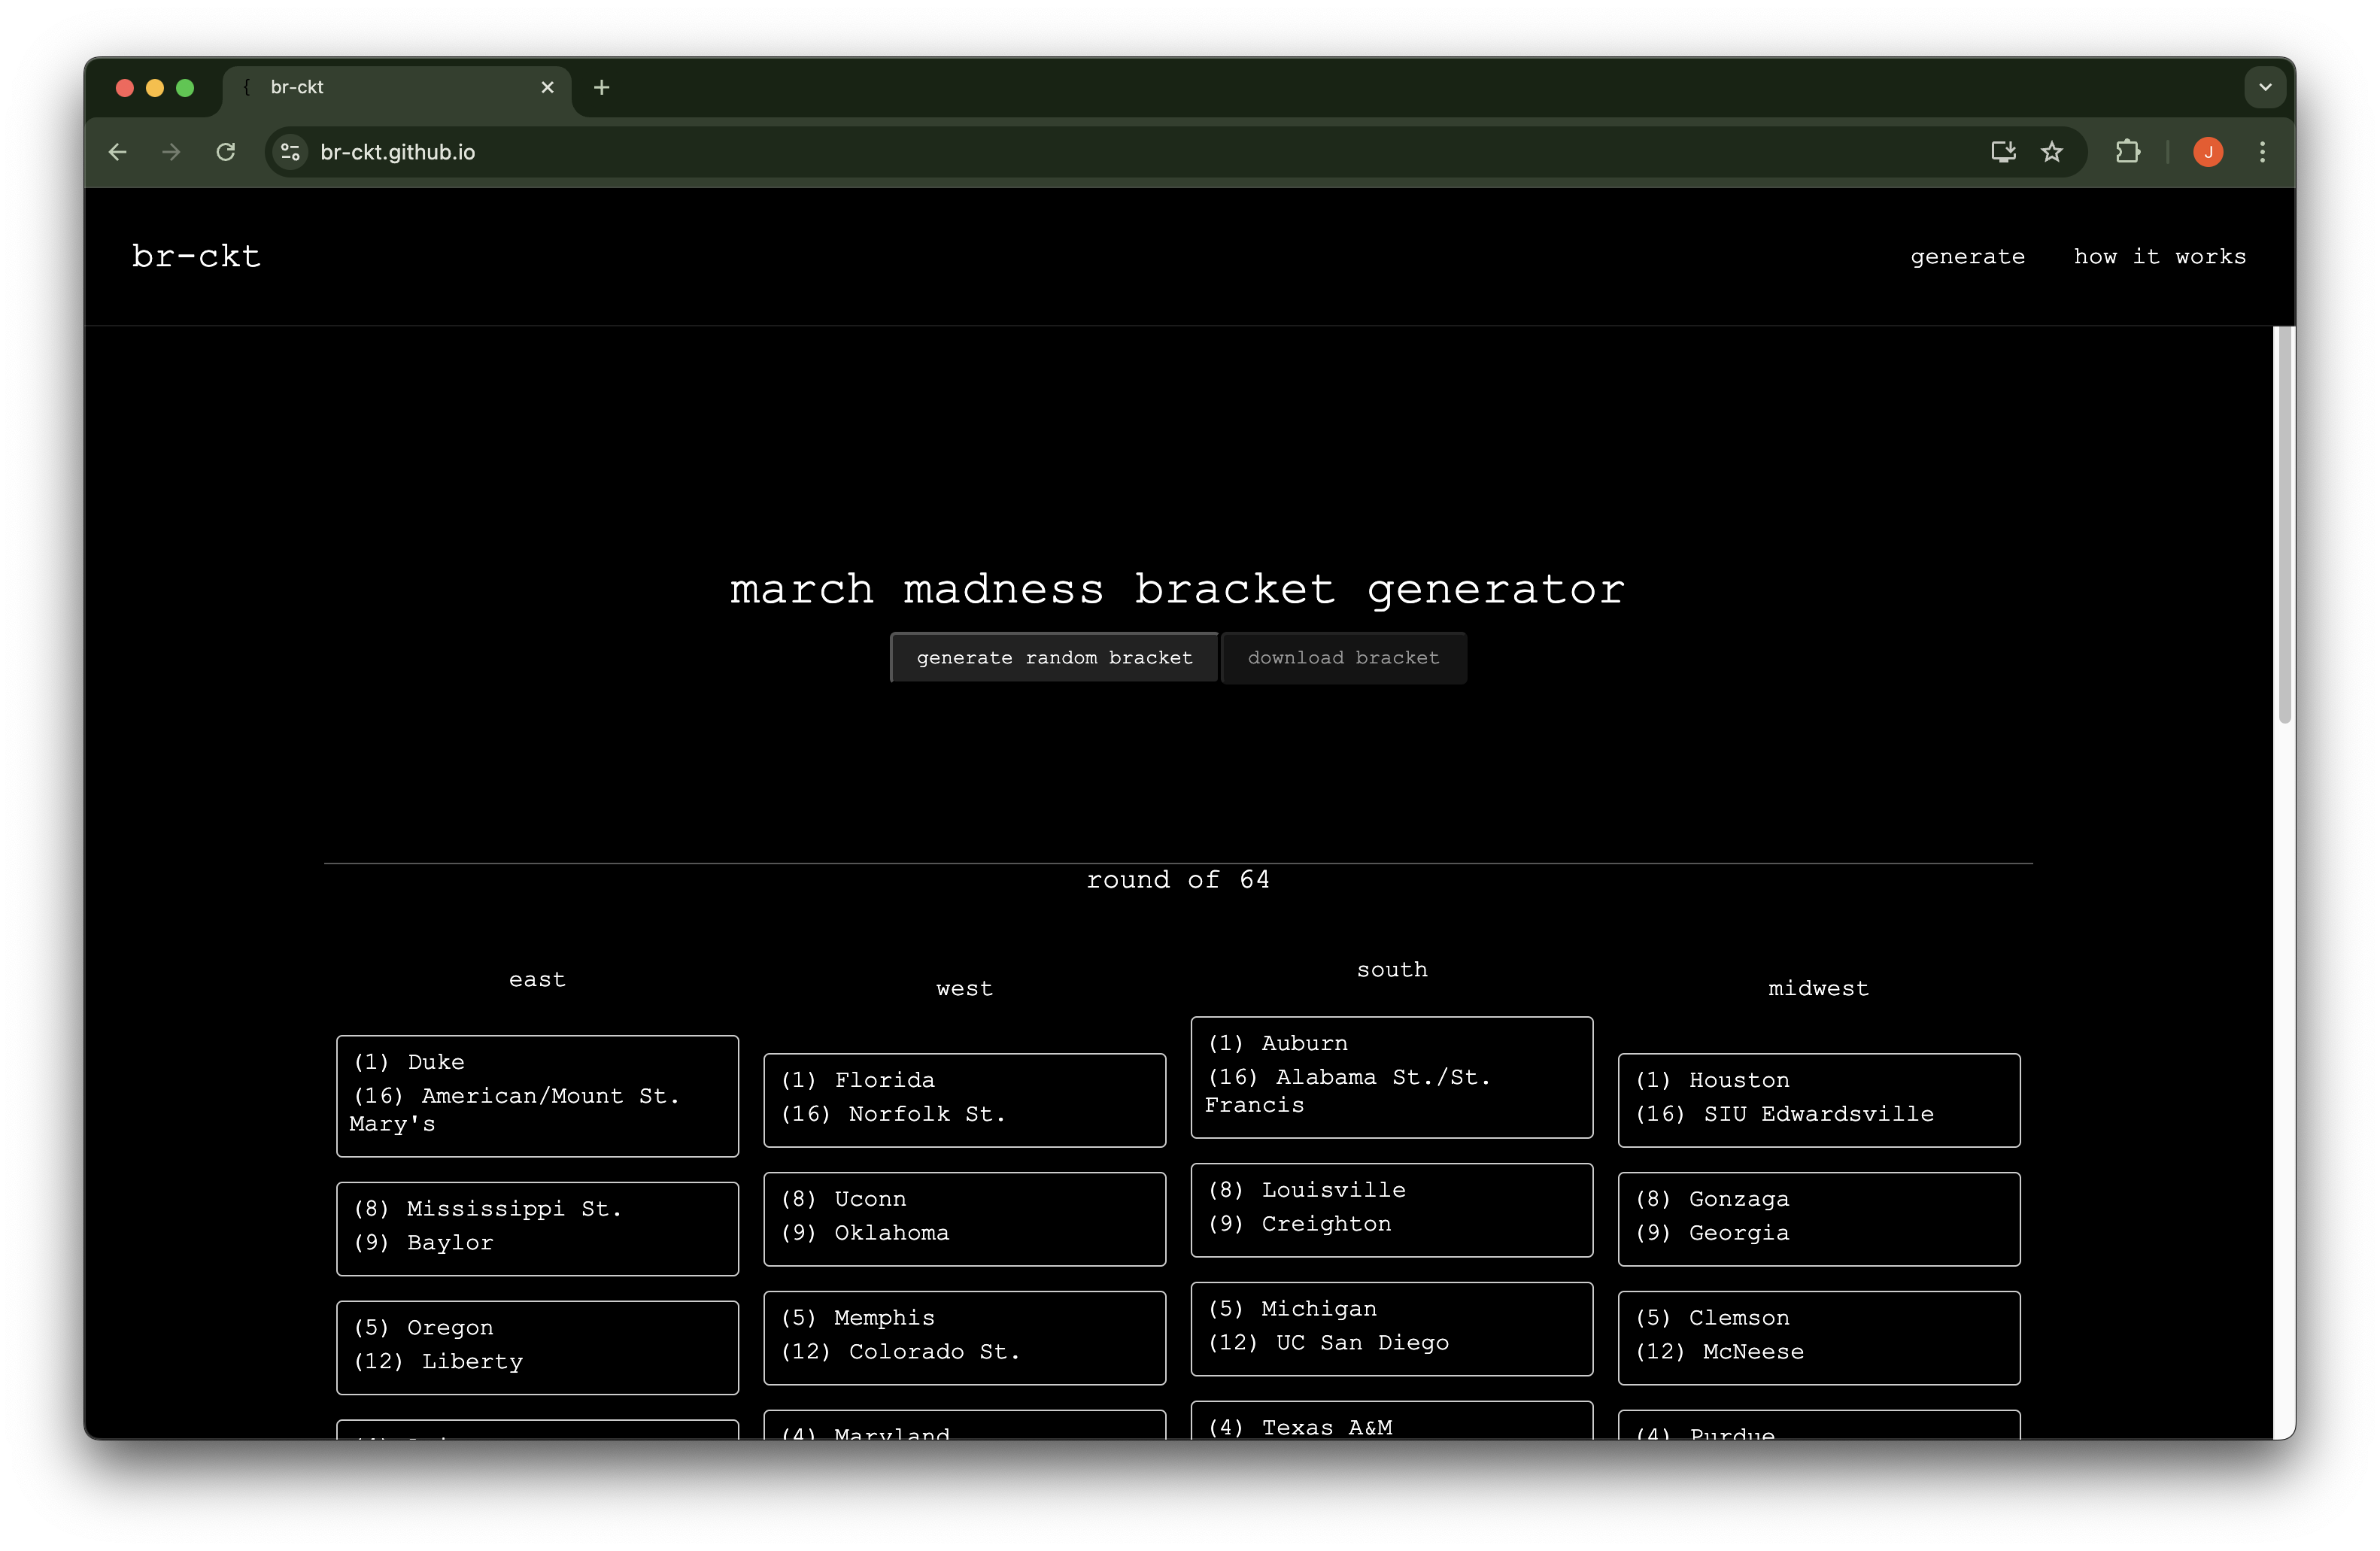 br-ckt
br-ckt.github.io
J
br-ckt
generate
how it works
march madness bracket generator
generate random bracket
download bracket
round of 64
east
(1) Duke
(16) American/Mount St.
Mary's
(8) Mississippi St.
(9) Baylor
(5) Oregon
(12) Liberty
west
(1) Florida
(16) Norfolk St.
(8) Uconn
(9) Oklahoma
(5) Memphis
(12) Colorado St.
(4) Maryland
south
(1) Auburn
(16) Alabama St./St.
Francis
(8) Louisville
(9) Creighton
(5) Michigan
(12) UC San Diego
(4) Texas A&M
midwest
(1) Houston
(16) SIU Edwardsville
(8) Gonzaga
(9) Georgia
(5) Clemson
(12) McNeese
(4) Purdue